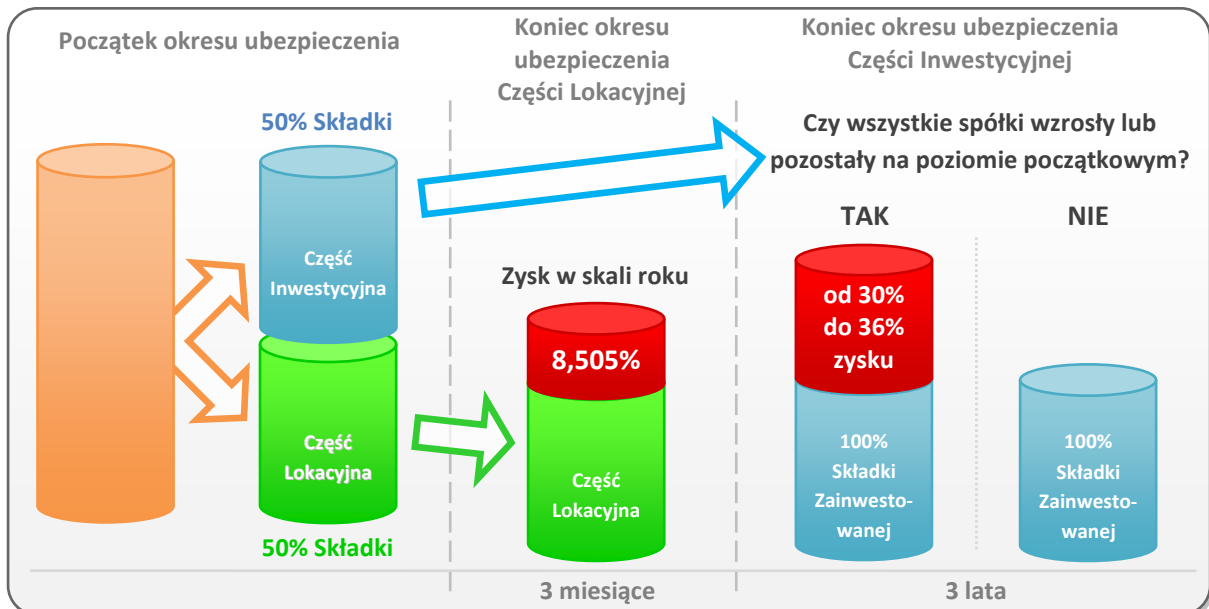 Początek okresu ubezpieczenia
50% Składki
Część
Inwestycyjna
Część
Lokacyjna
50% Składki
Koniec okresu
ubezpieczenia
Części Lokacyjnej
Zysk w skali roku
8,505%
Część
Lokacyjna
3 miesiące
Koniec okresu ubezpieczenia
Części Inwestycyjnej
Czy wszystkie spółki wzrosły lub
pozostały na poziomie początkowym?
TAK
od 30%
do 36%
zysku
100%
Składki
Zainwesto-
wanej
NIE
100%
Składki
Zainwesto-
wanej
3 lata